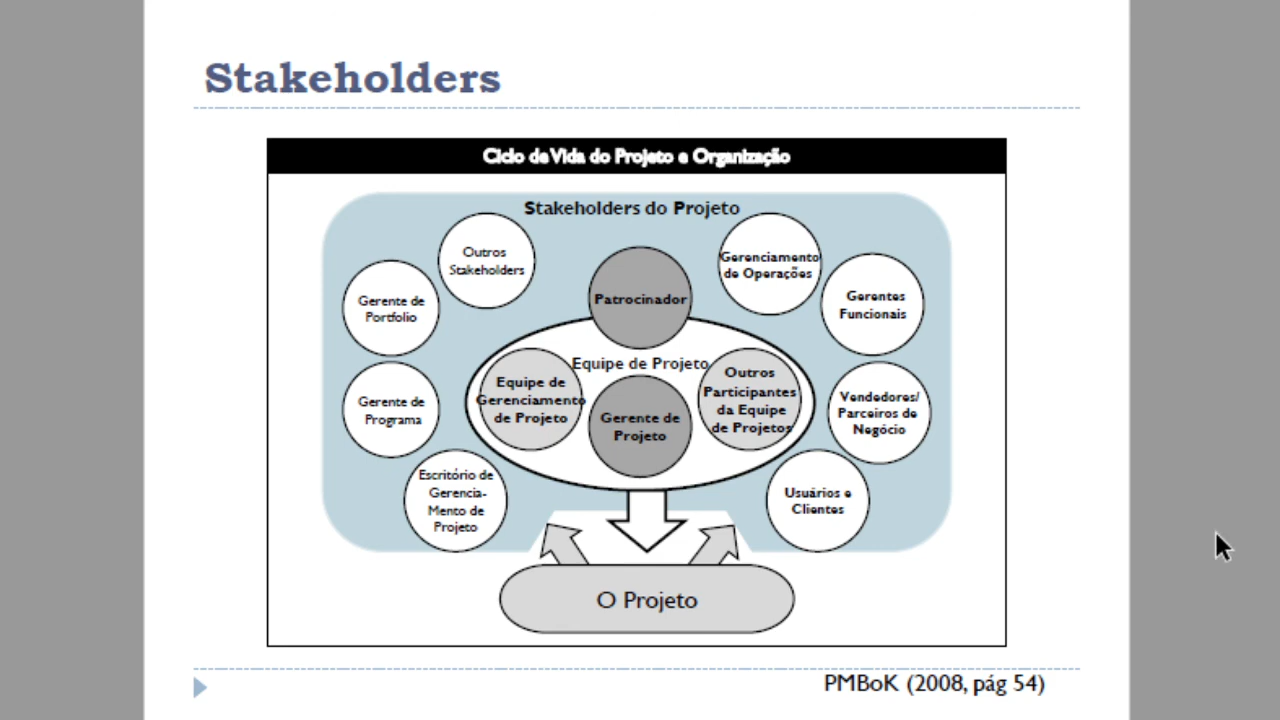 Stakeholders
Ciclo de Vida do Projeto e Organização
Stakeholders do Projeto
Outros
Stakeholders
Gerenciamento
de Operações
Gerente de
Portfolio
Patrocinador
Gerentes
Funcionais
Equipe de Projeto
Equipe de
Gerenciamento
de Projeto
Gerente de
Projeto
Outros
Participantes
da Equipe
de Projetos
Gerente de
Programa
Vendedores/
Parceiros de
Negócio
Escritório de
Gerencia-
Mento de
Projeto
Usuários e
Clientes
O Projeto
PMBoK (2008, pág 54)